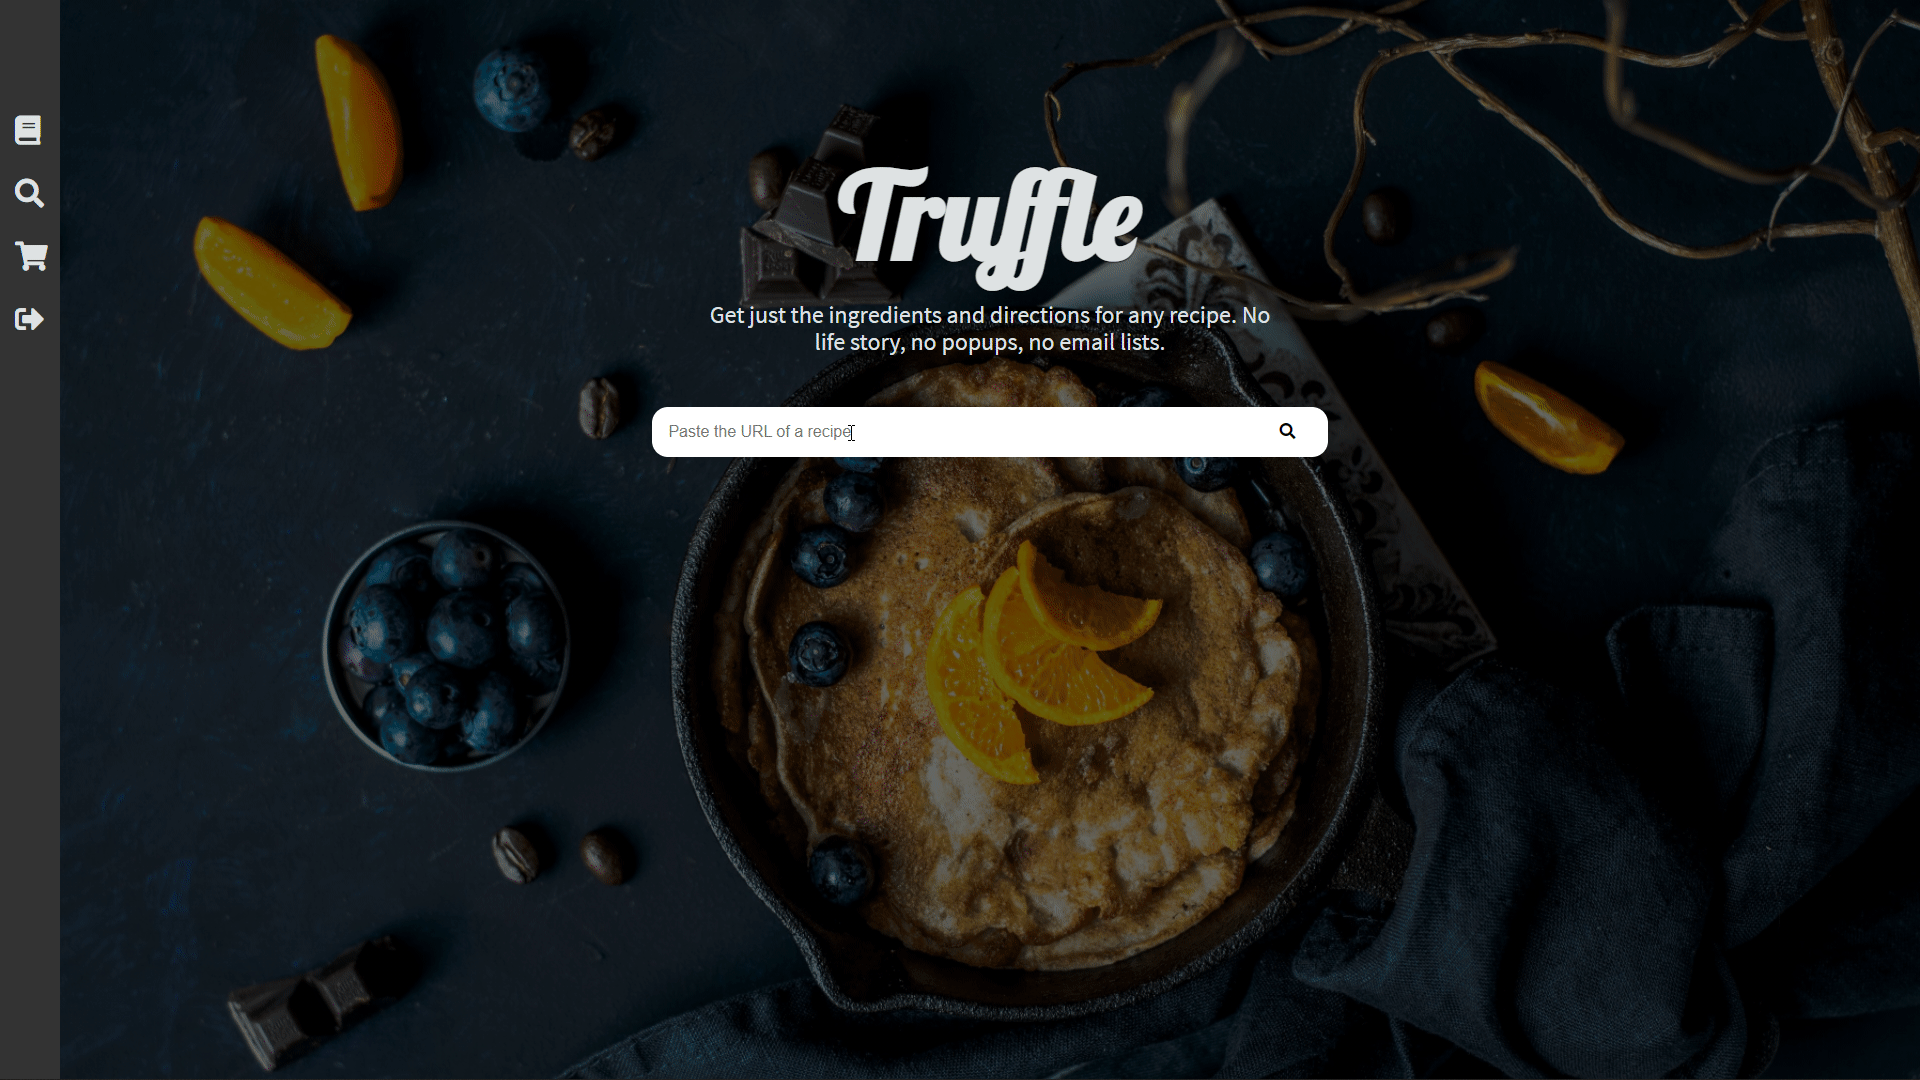 Truffle
Get just the ingredients and directions for any recipe. No
life story, no popups, no email lists.
Paste the URL of a recipe